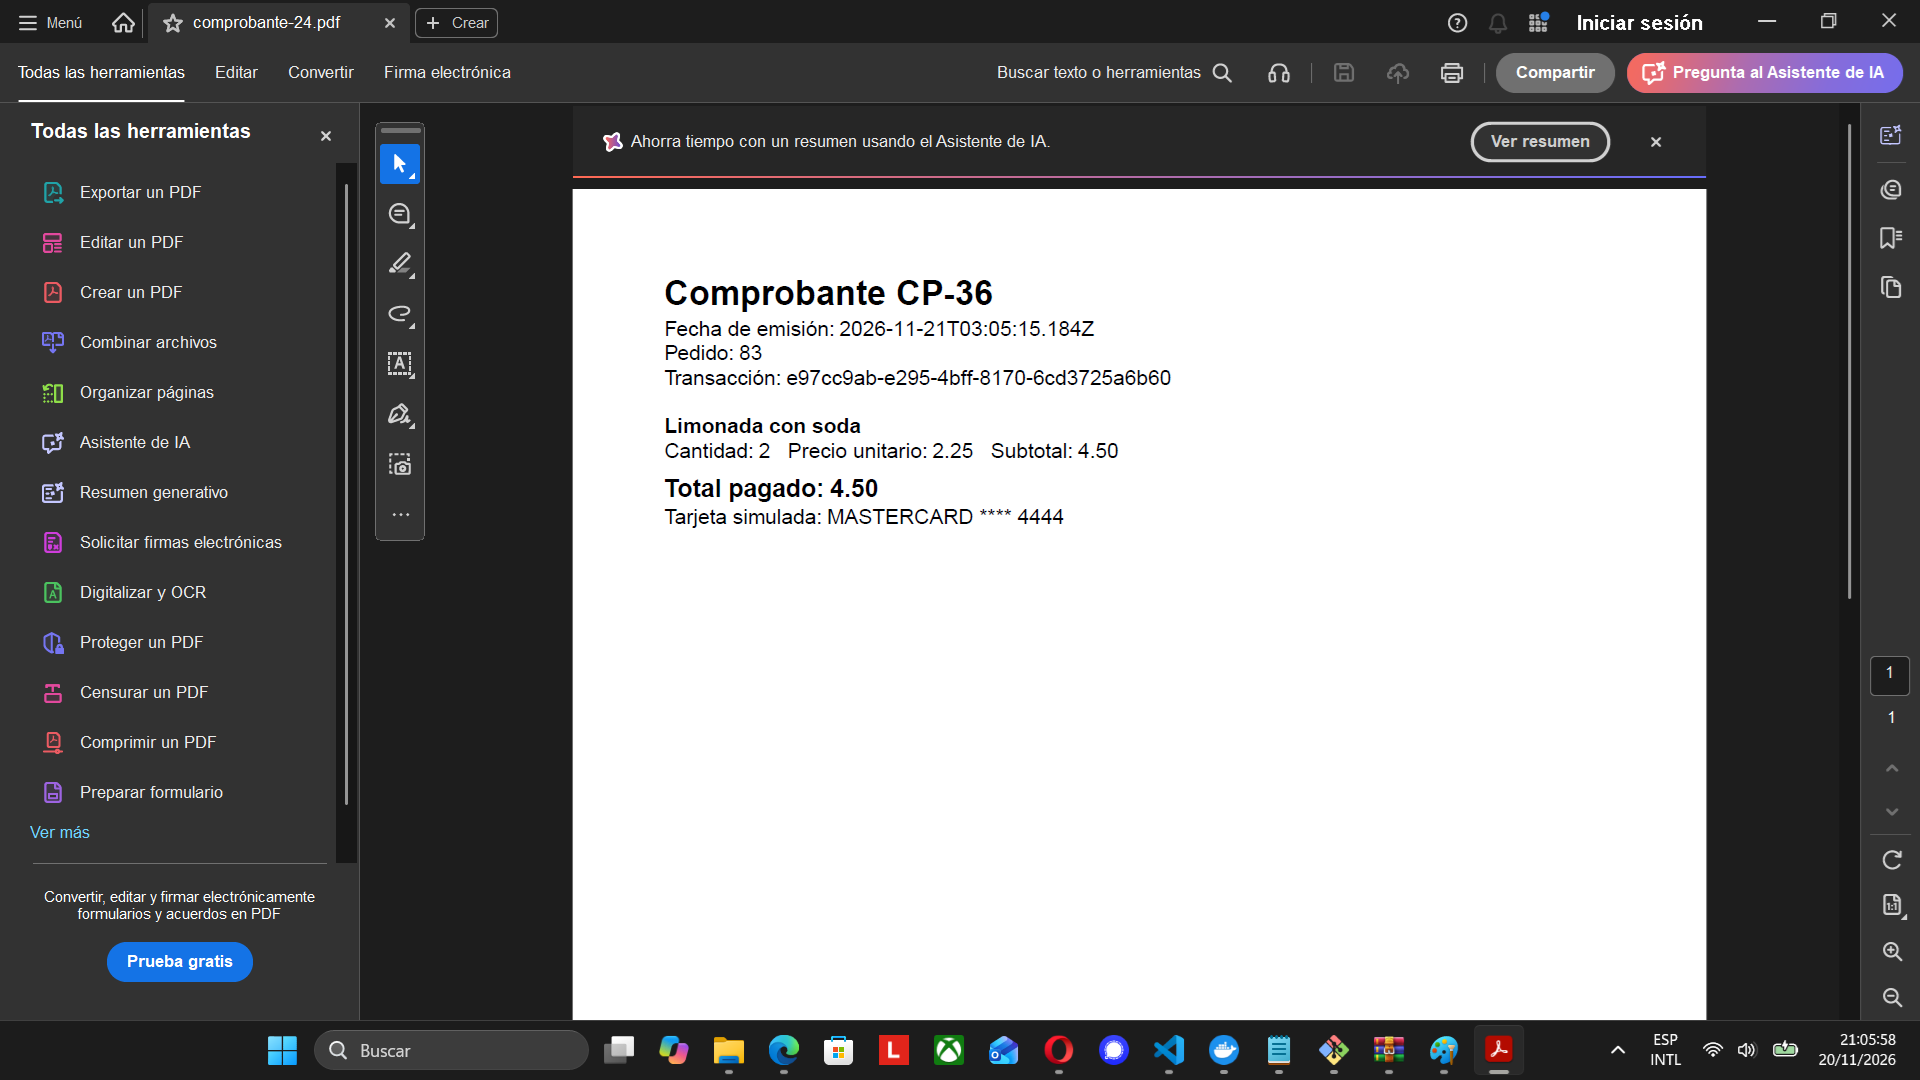 Menú
comprobante-24.pdf
Crear
Iniciar sesión
Todas las herramientas
Editar
Convertir
Firma electrónica
Buscar texto o herramientas
Compartir
Pregunta al Asistente de IA
Todas las herramientas
Exportar un PDF
Editar un PDF
Crear un PDF
Combinar archivos
Organizar páginas
Asistente de IA
Resumen generativo
Solicitar firmas electrónicas
Digitalizar y OCR
Proteger un PDF
Censurar un PDF
Comprimir un PDF
Preparar formulario
Ver más
Convertir, editar y firmar electrónicamente
formularios y acuerdos en PDF
Prueba gratis
Ahorra tiempo con un resumen usando el Asistente de IA.
Ver resumen
Comprobante CP-36
Fecha de emisión: 2026-11-21T03:05:15.184Z
Pedido: 83
Transacción: e97cc9ab-e295-4bff-8170-6cd3725a6b60
Limonada con soda
Cantidad: 2 Precio unitario: 2.25 Subtotal: 4.50
Total pagado: 4.50
Tarjeta simulada: MASTERCARD **** 4444
1
1
Buscar
L
ESP
INTL
21:05:58
20/11/2026